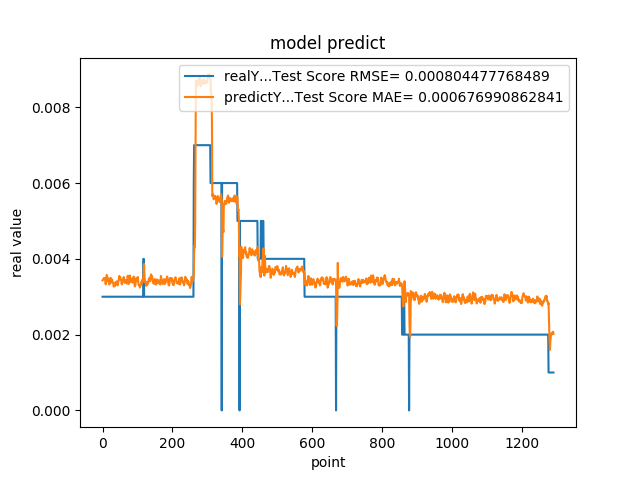 model predict
realY...Test Score RMSE= 0.000804477768489
predictY...Test Score MAE= 0.000676990862841
real value
0.008
0.006
0.004
0.002
0.000
0 200 400 600 800 1000 1200
point